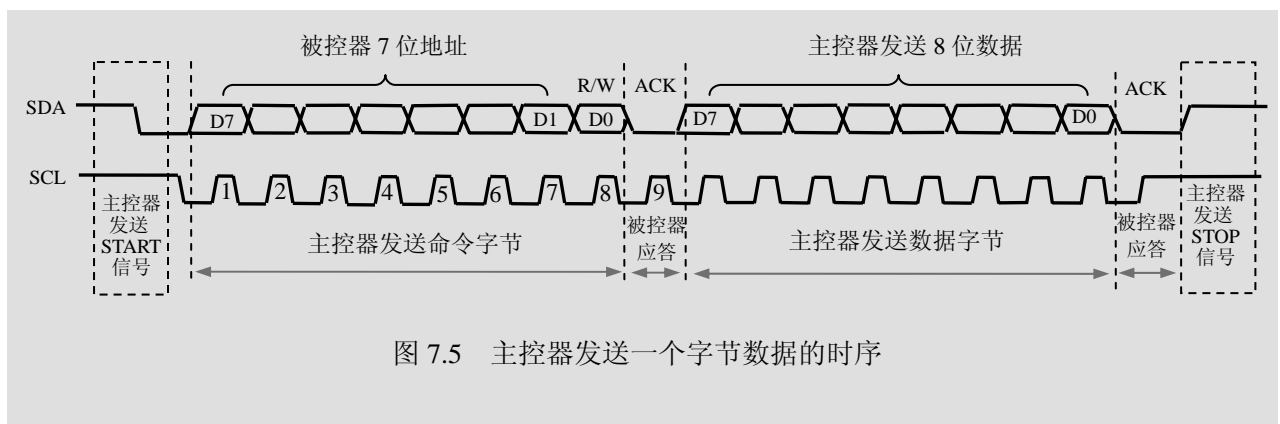 被控器 7 位地址
主控器发送 8 位数据
R/W
ACK
ACK
SDA
D7
D1
D0
D7
D0
SCL
1
2
3
4
5
6
7
8
9
主控器
发送
START
信号
主控器发送命令字节
被控器
应答
主控器发送数据字节
被控器
应答
主控器
发送
STOP
信号
图 7.5 主控器发送一个字节数据的时序